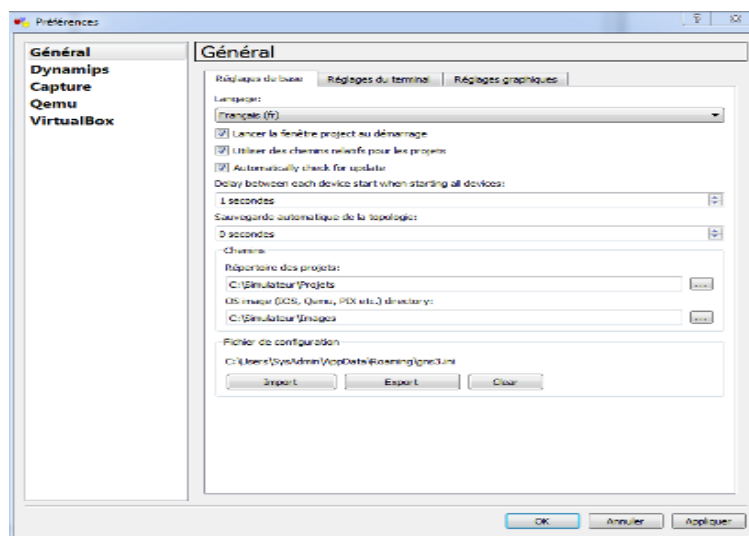 Préférences
Général
Dynamips
Capture
Qemu
VirtualBox
Général
Réglages de base
Réglages du terminal
Réglages graphiques
Langage:
Français (fr)
Lancer la fenêtre project au démarrage
Utiliser des chemins relatifs pour les projets
Automatically check for update
Delay between each device start when starting all devices:
1 secondes
Sauvegarde automatique de la topologie:
0 secondes
Chemins
Répertoire des projets:
C:\Simulateur\Projets
...
OS image (IOS, Qemu, PIX etc.) directory:
C:\Simulateur\Images
...
Fichier de configuration
C:\Users\SysAdmin\AppData\Roaming\gns3.ini
Import
Export
Clear
OK
Annuler
Appliquer